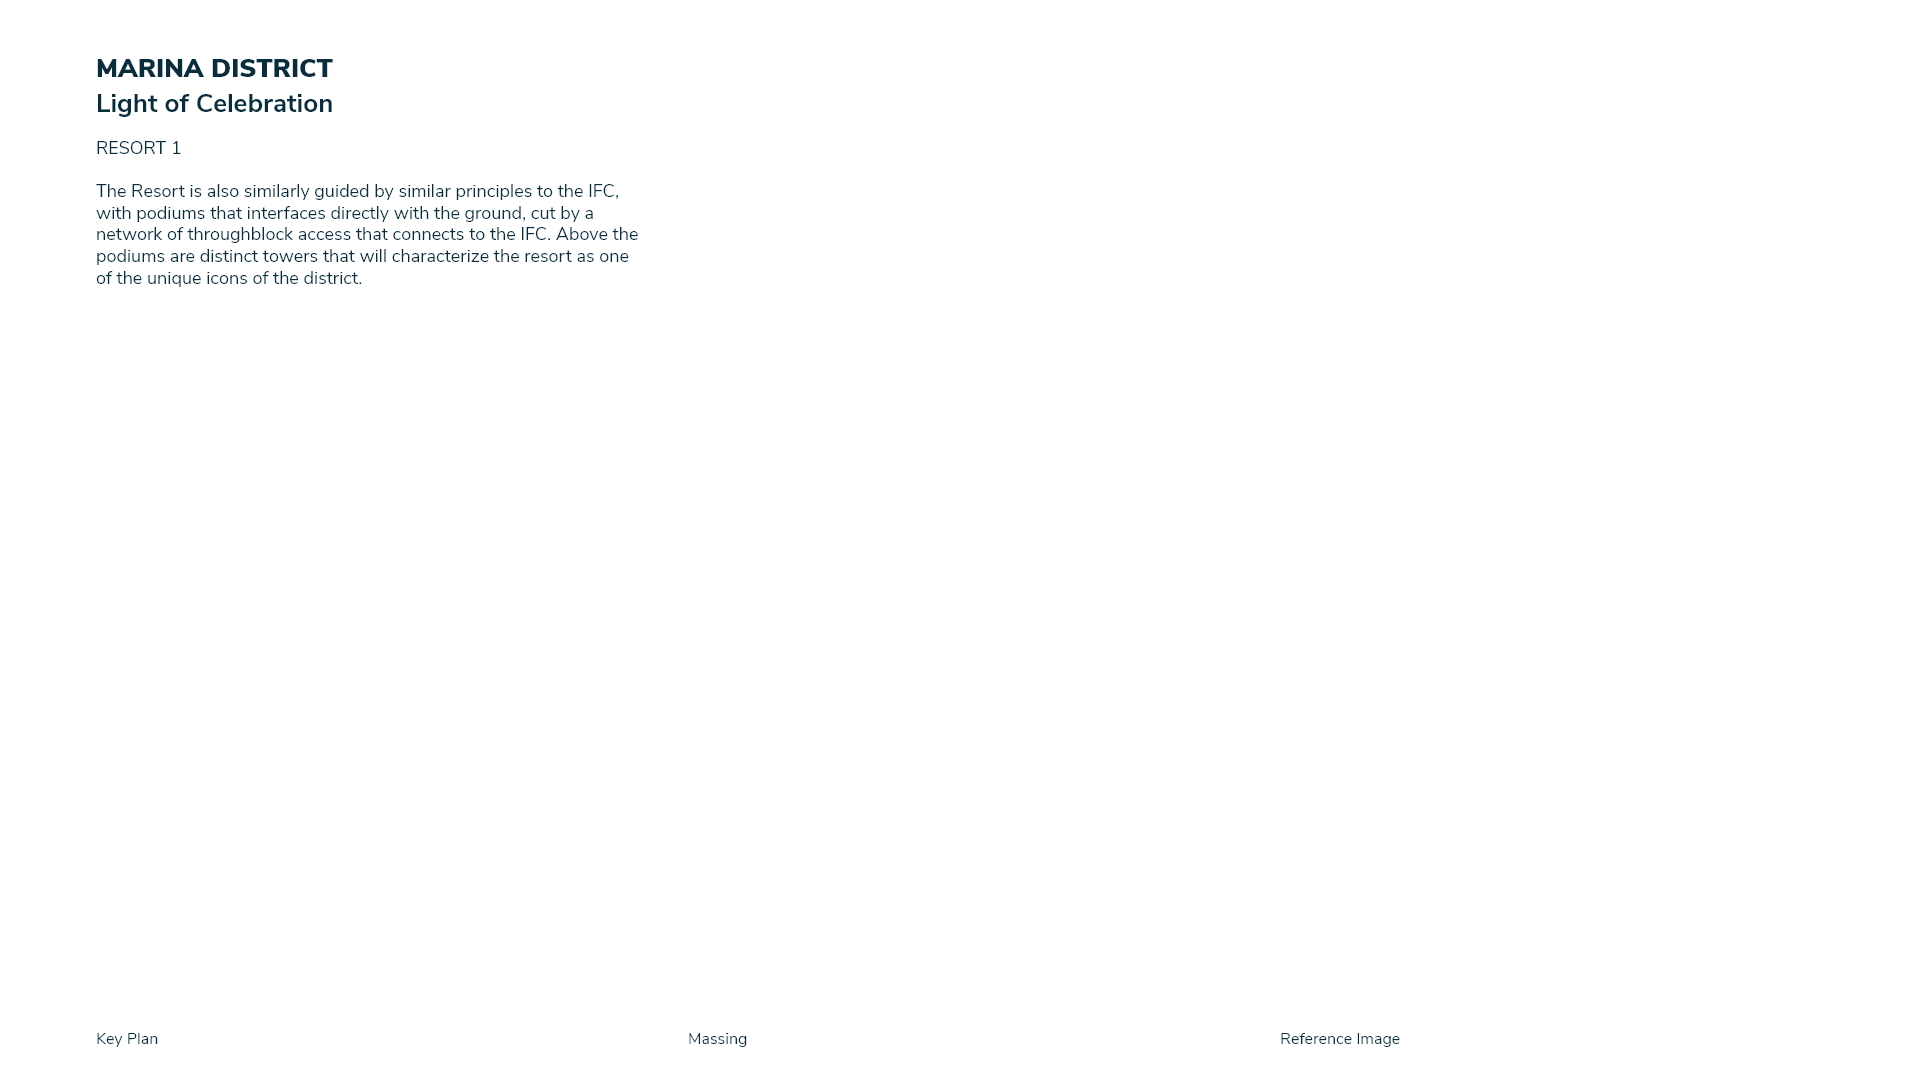 MARINA DISTRICT
Light of Celebration
RESORT 1
The Resort is also similarly guided by similar principles to the IFC,
with podiums that interfaces directly with the ground, cut by a
network of throughblock access that connects to the IFC. Above the
podiums are distinct towers that will characterize the resort as one
of the unique icons of the district.
Key Plan
Massing
Reference Image